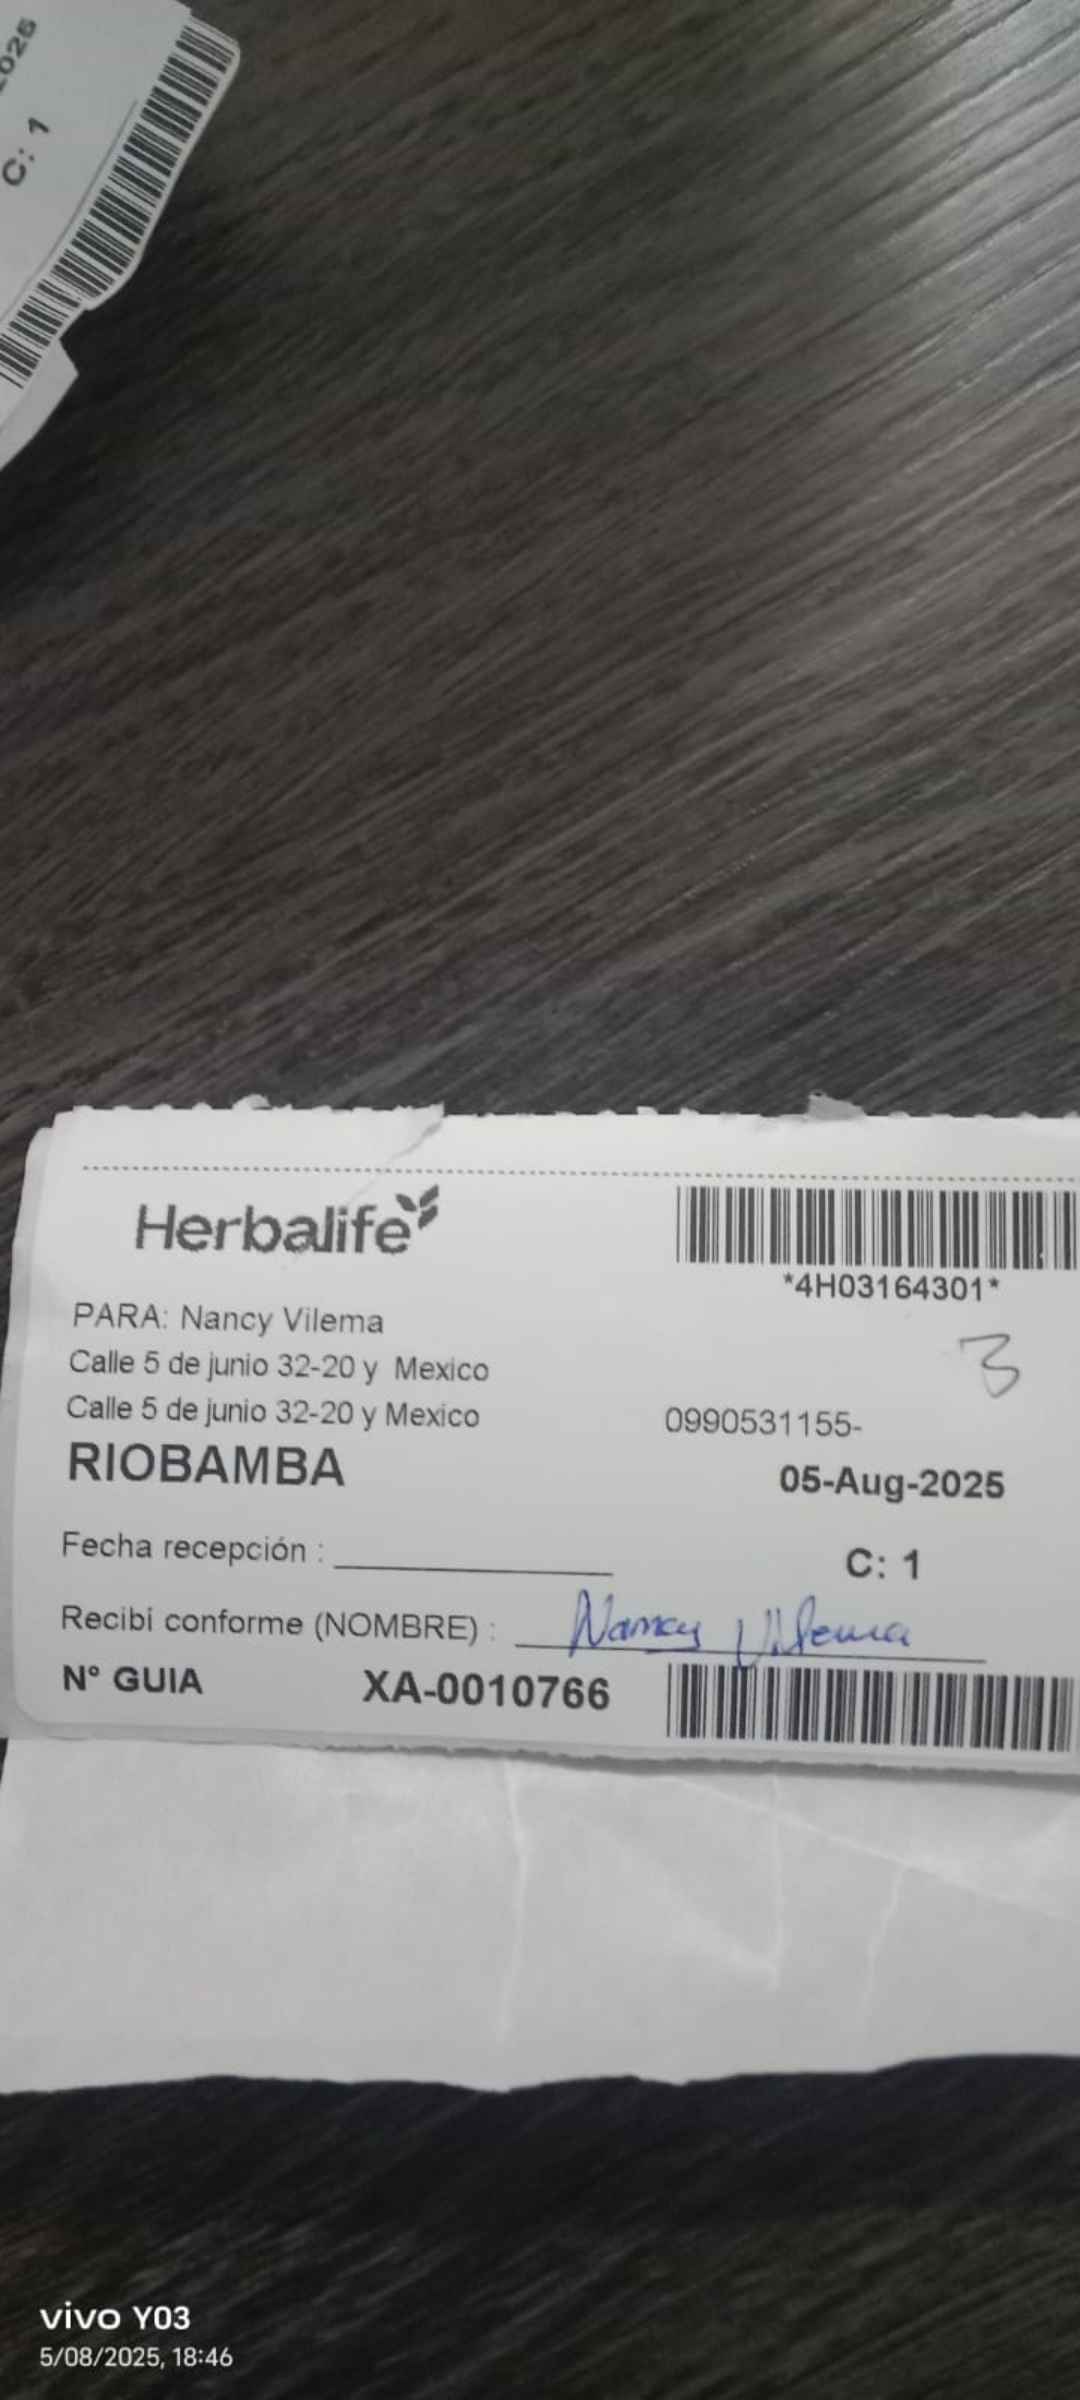 2025
C: 1
Herbalife
*4H03164301*
PARA: Nancy Vilema
3
Calle 5 de junio 32-20 y Mexico
Calle 5 de junio 32-20 y Mexico 0990531155-
RIOBAMBA 05-Aug-2025
Fecha recepción : C: 1
Recibi conforme (NOMBRE) : Nancy Vilema
N° GUIA XA-0010766
vivo Y03
5/08/2025, 18:46